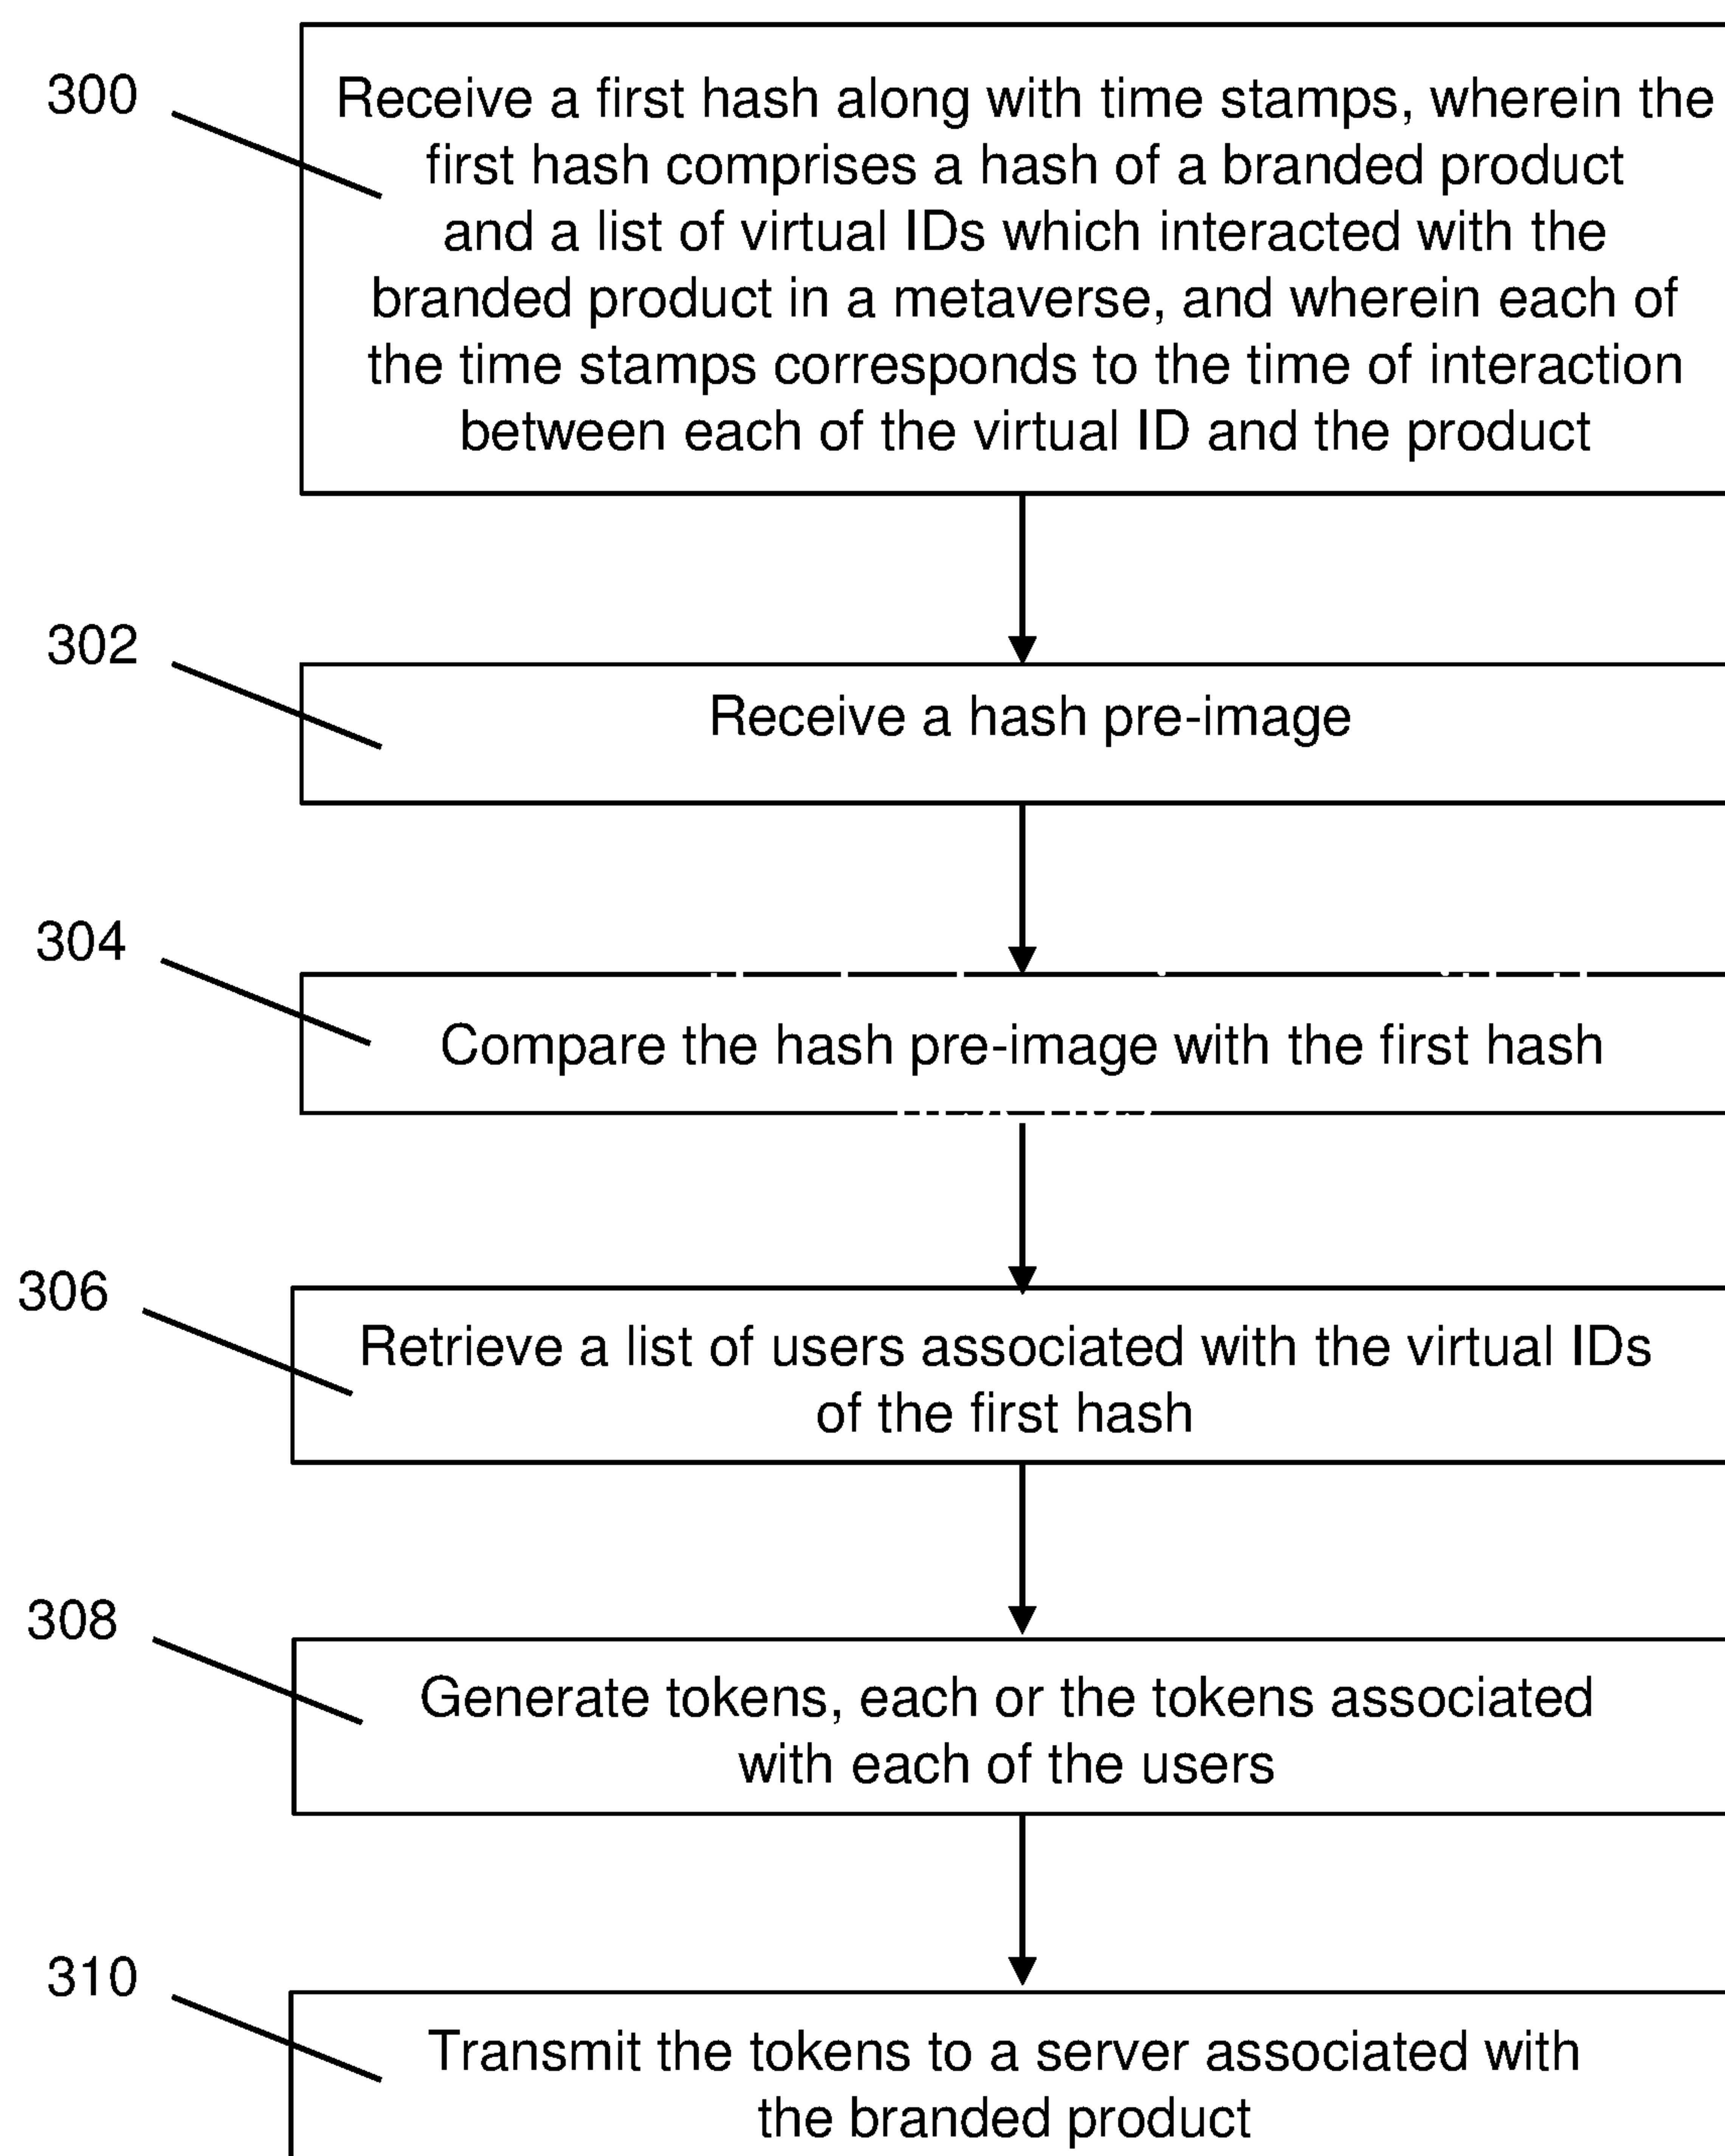 300
Receive a first hash along with time stamps, wherein the
first hash comprises a hash of a branded product
and a list of virtual IDs which interacted with the
branded product in a metaverse, and wherein each of
the time stamps corresponds to the time of interaction
between each of the virtual ID and the product
302
Receive a hash pre-image
304
Compare the hash pre-image with the first hash
306
Retrieve a list of users associated with the virtual IDs
of the first hash
308
Generate tokens, each or the tokens associated
with each of the users
310
Transmit the tokens to a server associated with
the branded product